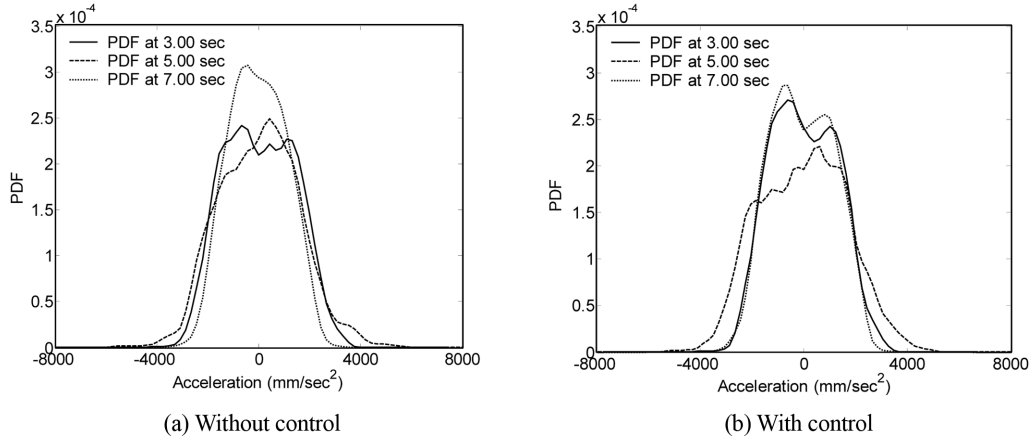 x 10⁻⁴
3.5
PDF at 3.00 sec
PDF at 5.00 sec
PDF at 7.00 sec
3
2.5
2
1.5
1
0.5
0
PDF
-8000 -4000 0 4000 8000
Acceleration (mm/sec²)
(a) Without control
x 10⁻⁴
3.5
PDF at 3.00 sec
PDF at 5.00 sec
PDF at 7.00 sec
3
2.5
2
1.5
1
0.5
0
PDF
-8000 -4000 0 4000 8000
Acceleration (mm/sec²)
(b) With control